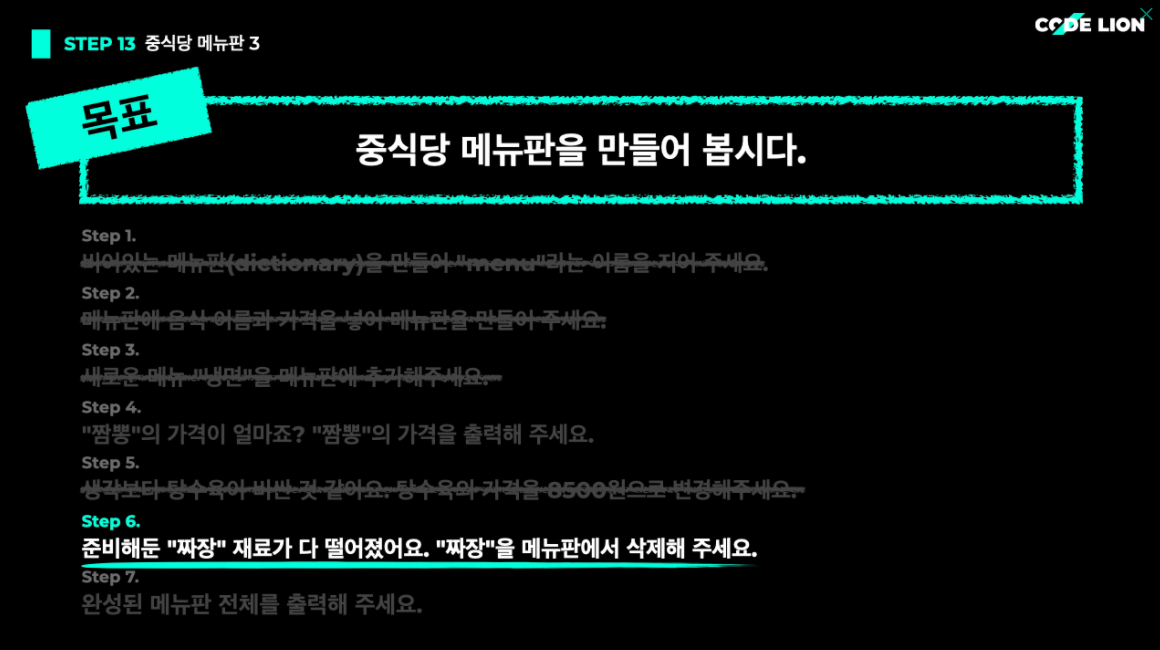 CODE LION
STEP 13 중식당 메뉴판 3
목표
중식당 메뉴판을 만들어 봅시다.
Step 1.
비어있는 메뉴판(dictionary)을 만들어 "menu"라는 이름을 지어 주세요.
Step 2.
메뉴판에 음식 이름과 가격을 넣어 메뉴판을 만들어 주세요.
Step 3.
새로운 메뉴 "냉면"을 메뉴판에 추가해주세요.
Step 4.
"짬뽕"의 가격이 얼마죠? "짬뽕"의 가격을 출력해 주세요.
Step 5.
생각보다 탕수육이 비싼 것 같아요. 탕수육의 가격을 8500원으로 변경해주세요.
Step 6.
준비해둔 "짜장" 재료가 다 떨어졌어요. "짜장"을 메뉴판에서 삭제해 주세요.
Step 7.
완성된 메뉴판 전체를 출력해 주세요.